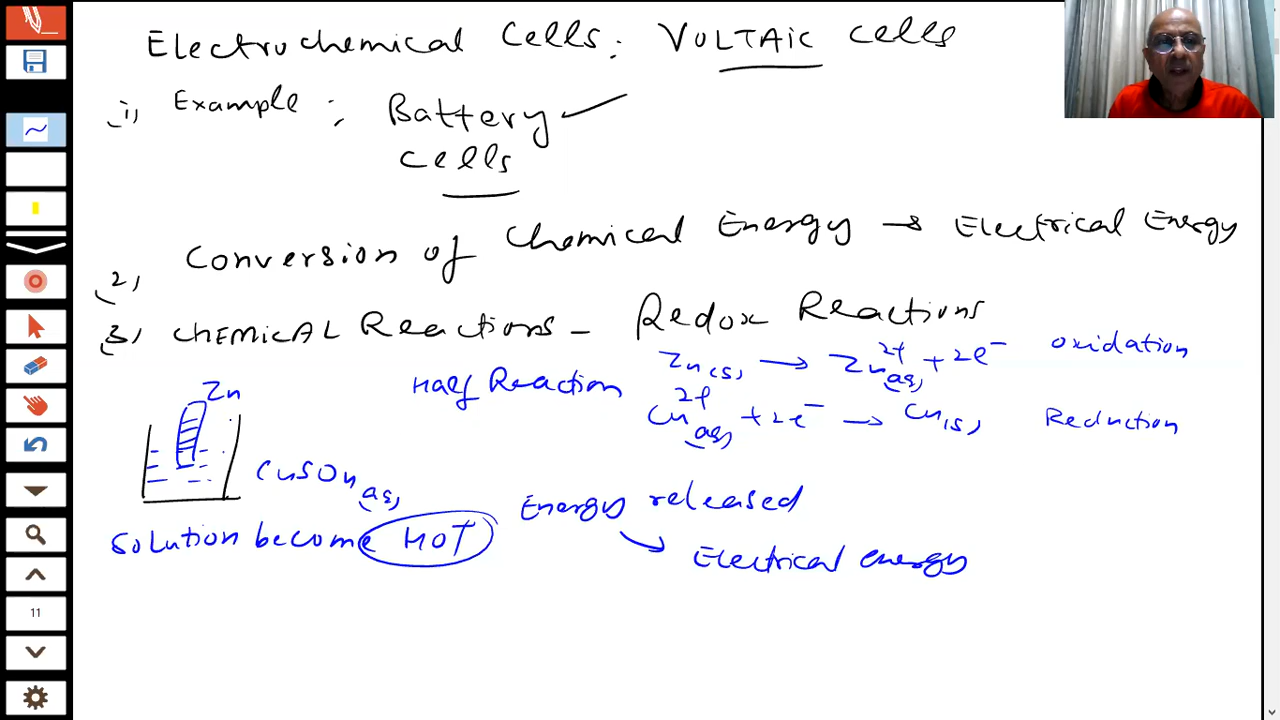 Electrochemical Cells: VOLTAIC Cells
(1) Example: Battery
Cells
(2) Conversion of Chemical Energy → Electrical Energy
(3) CHEMICAL Reactions - Redox Reactions
Half Reaction Zn(s) → Zn²⁺(aq) + 2e⁻ oxidation
Cu²⁺(aq) + 2e⁻ → Cu(s) Reduction
Zn
CuSO₄(aq)
Solution become HOT
Energy released
Electrical energy
11